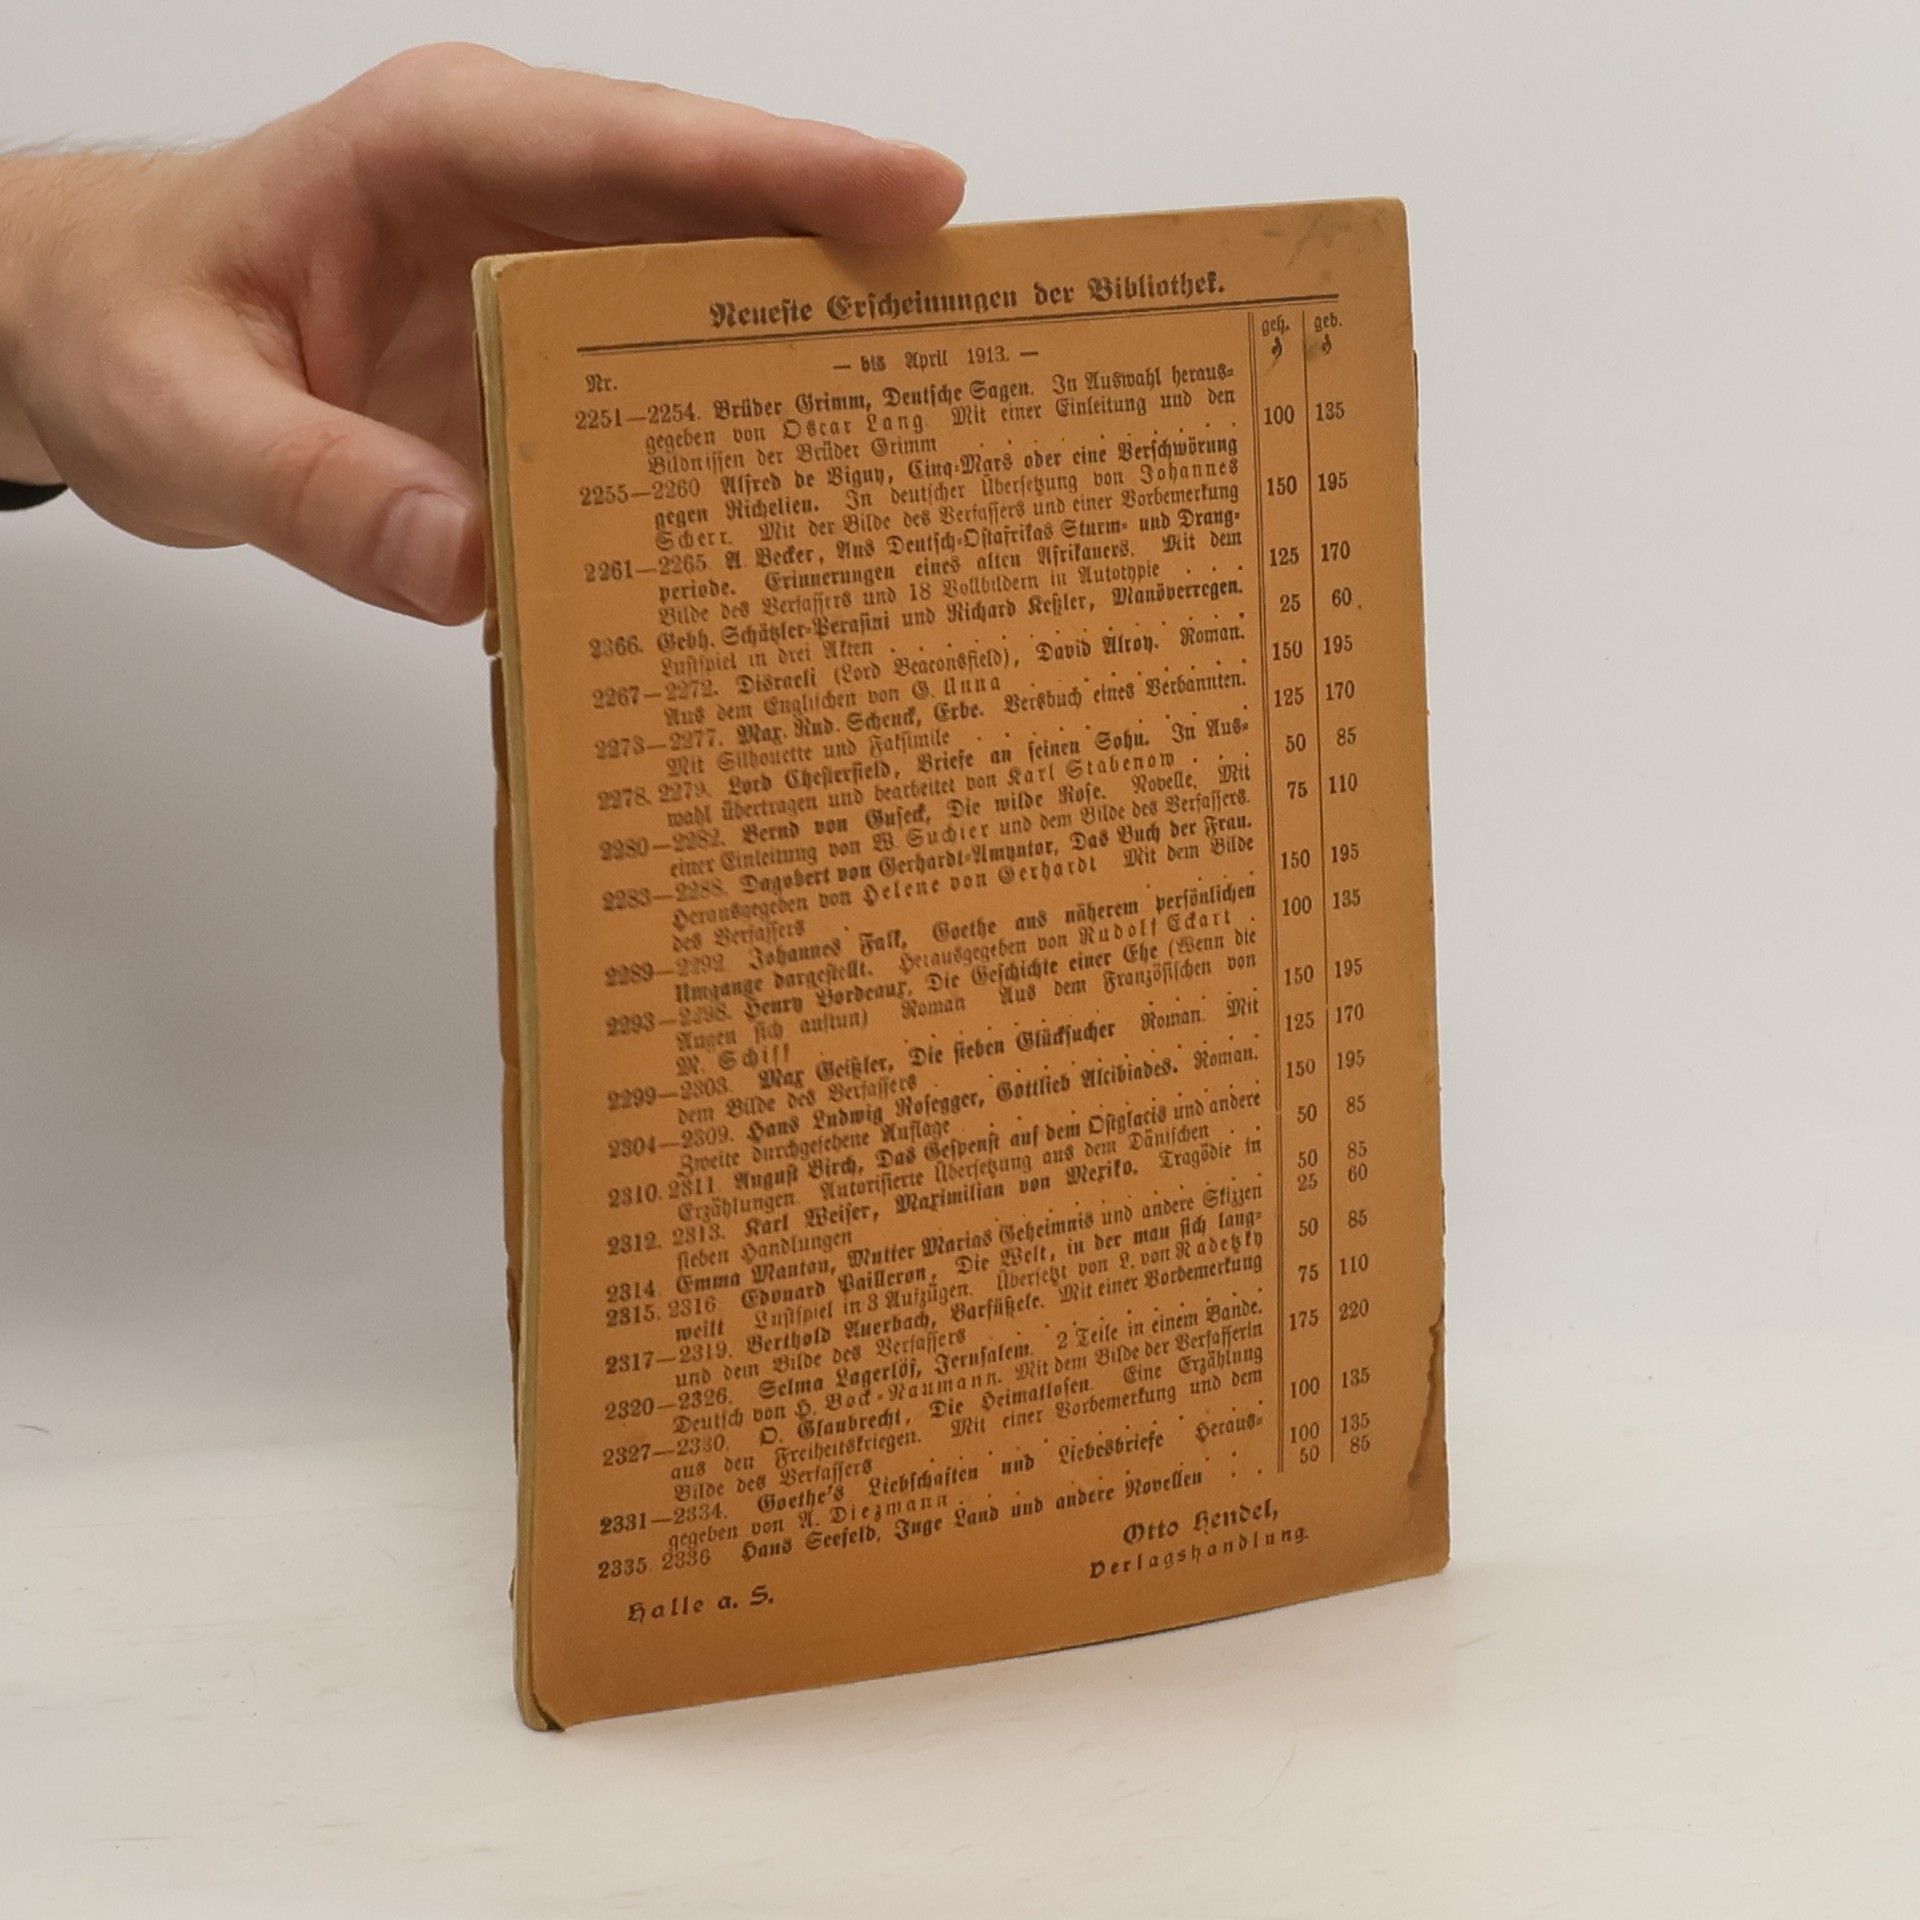 Neueste Erscheinungen der Bibliothek.
— bis April 1913. —
Nr. geh. geb.
₰ ₰
2251—2254. Brüder Grimm, Deutsche Sagen. In Auswahl heraus-
gegeben von Oscar Lang. Mit einer Einleitung und den
Bildnissen der Brüder Grimm . . . . . . . . 100 135
2255—2260 Alfred de Vigny, Cinq-Mars oder eine Verschwörung
gegen Richelieu. In deutscher Übersetzung von Johannes
Scherr. Mit der Bilde des Verfassers und einer Vorbemerkung 150 195
2261—2265. A. Becker, Aus Deutsch-Ostafrikas Sturm- und Drang-
periode. Erinnerungen eines alten Afrikaners. Mit dem
Bilde des Verfassers und 18 Vollbildern in Autotypie . . . 125 170
2366. Gebh. Schätzler-Perasini und Richard Keßler, Manöverregen.
Lustspiel in drei Akten . . . . . . . . . 25 60
2267—2272. Disraeli (Lord Beaconsfield), David Alroy. Roman.
Aus dem Englischen von G. Unna . . . . . . . 150 195
2273—2277. Max. Rud. Schenck, Erbe. Versbuch eines Verbannten.
Mit Silhouette und Faksimile . . . . . . . . 125 170
2278. 2279. Lord Chesterfield, Briefe an seinen Sohn. In Aus-
wahl übertragen und bearbeitet von Karl Stabenow . . . 50 85
2280—2282. Bernd von Guseck, Die wilde Rose. Novelle. Mit
einer Einleitung von W. Suchier und dem Bilde des Verfassers. 75 110
2283—2288. Dagobert von Gerhardt-Amyntor, Das Buch der Frau.
Herausgegeben von Helene von Gerhardt Mit dem Bilde
des Verfassers . 150 195
2289—2292. Johannes Falk, Goethe aus näherem persönlichen
Umgange dargestellt. Herausgegeben von Rudolf Eckart . 100 135
2293—2298. Henry Bordeaux, Die Geschichte einer Ehe (Wenn die
Augen sich auftun) Roman Aus dem Französischen von
M. Schiff . . . . . . . . . . 150 195
2299—2303. Max Geißler, Die sieben Glücksucher Roman. Mit
dem Bilde des Verfassers . . . . . . . . . 125 170
2304—2309. Hans Ludwig Rosegger, Gottlieb Alcibiades. Roman.
Zweite durchgesehene Auflage . . . . . . . . 150 195
2310. 2311 August Birch, Das Gespenst auf dem Ostglacis und andere
Erzählungen. Autorisierte Übersetzung aus dem Dänischen . . 50 85
2312. 2313. Karl Weiser, Maximilian von Mexiko. Tragödie in
sieben Handlungen . . . . . . . . . 50 85
2314. Emma Mantau, Mutter Marias Geheimnis und andere Skizzen 25 60
2315. 2316 Edouard Pailleron, Die Welt, in der man sich lang-
weilt Lustspiel in 3 Aufzügen. Übersetzt von L. von Radetzky 50 85
2317—2319. Berthold Auerbach, Barfüßele. Mit einer Vorbemerkung
und dem Bilde des Verfassers . . . . . . . . 75 110
2320—2326. Selma Lagerlöf, Jerusalem. 2 Teile in einem Bande.
Deutsch von H. Bock-Naumann. Mit dem Bilde der Verfasserin 175 220
2327—2330. O. Glaubrecht, Die Heimatlosen. Eine Erzählung
aus den Freiheitskriegen. Mit einer Vorbemerkung und dem
Bilde des Verfassers . . . . . . . . . 100 135
2331—2334. Goethe's Liebschaften und Liebesbriefe Heraus-
gegeben von A. Diezmann . . . . . . . . . 100 135
2335. 2336 Hans Seefeld, Inge Land und andere Novellen . . 50 85
Otto Hendel,
Halle a. S. Verlagshandlung.